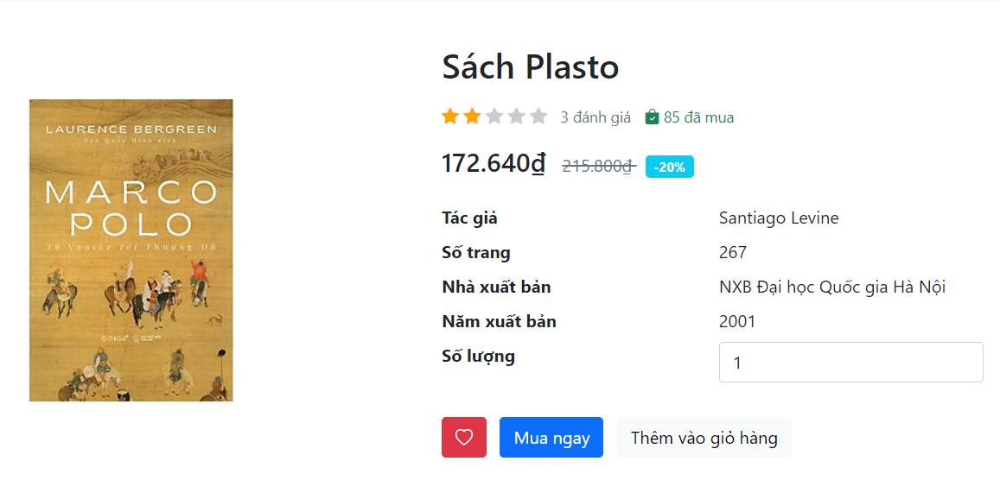 Sách Plasto
3 đánh giá 85 đã mua
172.640₫ 215.800₫ -20%
LAURENCE BERGREEN
Đào Quốc Minh dịch
MARCO
POLO
Từ Venice tới Thượng Đô
OMEGA+
Tác giả Santiago Levine
Số trang 267
Nhà xuất bản NXB Đại học Quốc gia Hà Nội
Năm xuất bản 2001
Số lượng 1
Mua ngay Thêm vào giỏ hàng